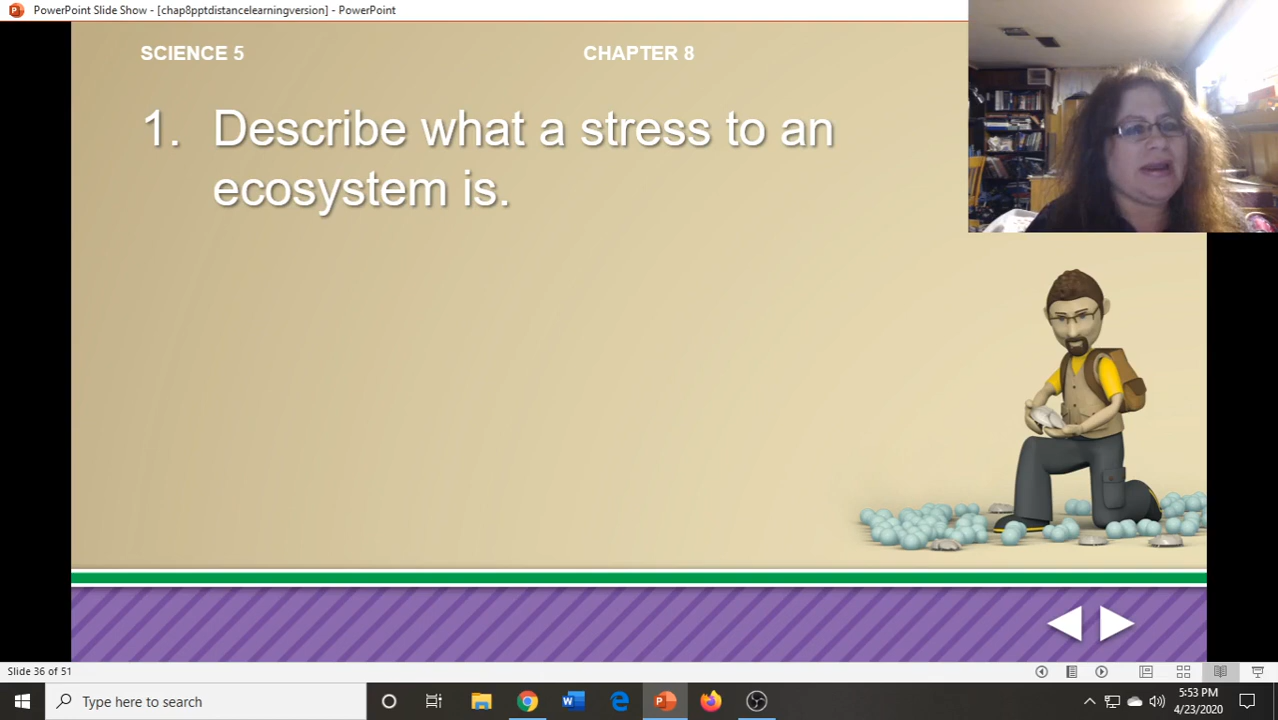 PowerPoint Slide Show - [chap8pptdistancelearningversion] - PowerPoint
SCIENCE 5
CHAPTER 8
1. Describe what a stress to an
ecosystem is.
Slide 36 of 51
Type here to search
5:53 PM
4/23/2020